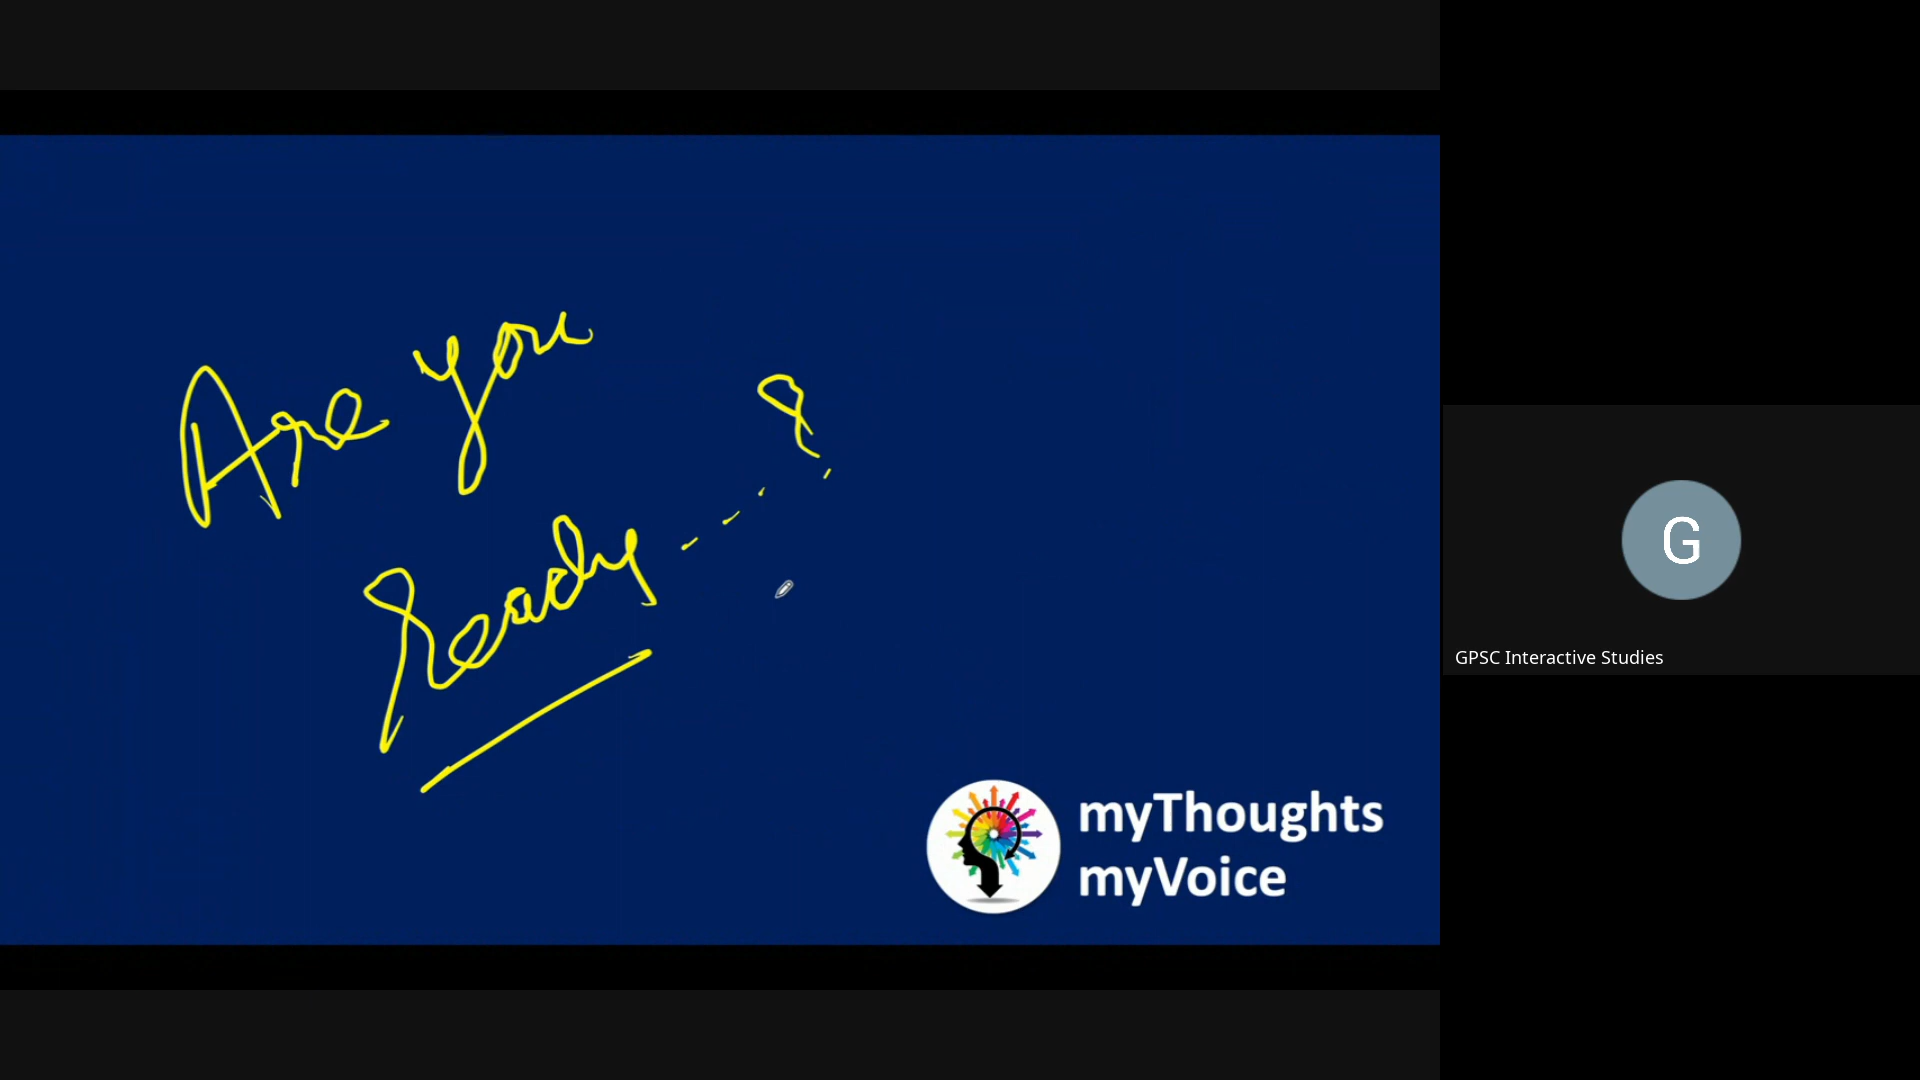 Are you
Ready - - - ?
myThoughts
myVoice
G
GPSC Interactive Studies